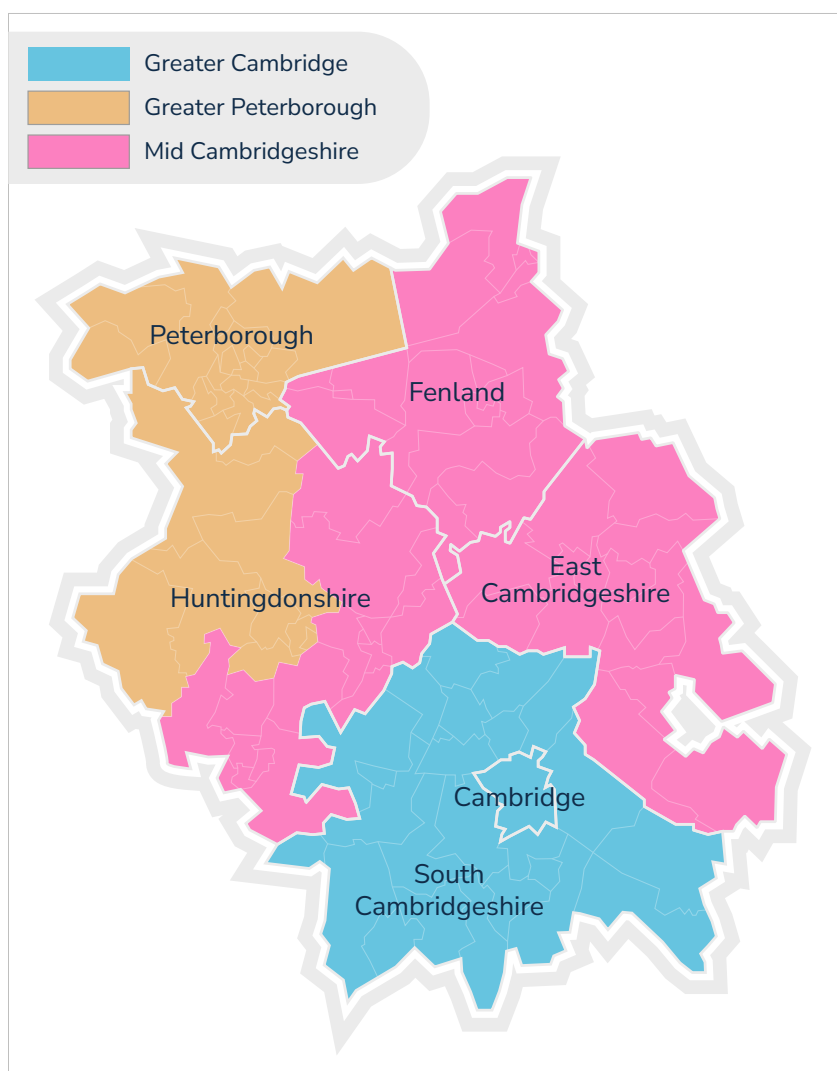 Greater Cambridge
Greater Peterborough
Mid Cambridgeshire
Peterborough
Fenland
East
Cambridgeshire
Huntingdonshire
Cambridge
South
Cambridgeshire